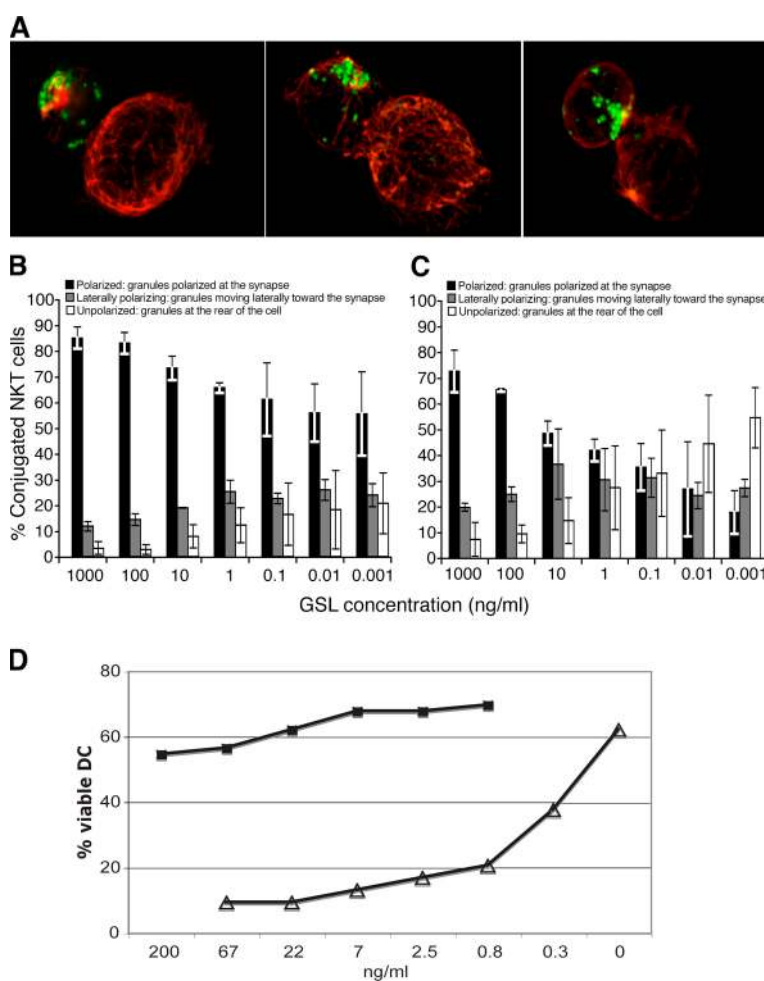 A
B
Polarized: granules polarized at the synapse
Laterally polarizing: granules moving laterally toward the synapse
Unpolarized: granules at the rear of the cell
100
90
80
70
60
50
40
30
20
10
0
% Conjugated NKT cells
1000 100 10 1 0.1 0.01 0.001
C
Polarized: granules polarized at the synapse
Laterally polarizing: granules moving laterally toward the synapse
Unpolarized: granules at the rear of the cell
100
90
80
70
60
50
40
30
20
10
0
1000 100 10 1 0.1 0.01 0.001
GSL concentration (ng/ml)
D
80
60
40
20
0
% viable DC
200 67 22 7 2.5 0.8 0.3 0
ng/ml